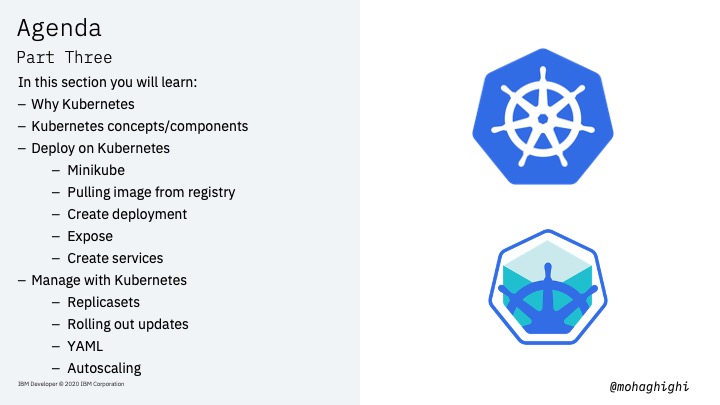 Agenda
Part Three
In this section you will learn:
– Why Kubernetes
– Kubernetes concepts/components
– Deploy on Kubernetes
– Minikube
– Pulling image from registry
– Create deployment
– Expose
– Create services
– Manage with Kubernetes
– Replicasets
– Rolling out updates
– YAML
– Autoscaling
IBM Developer © 2020 IBM Corporation
@mohaghighi